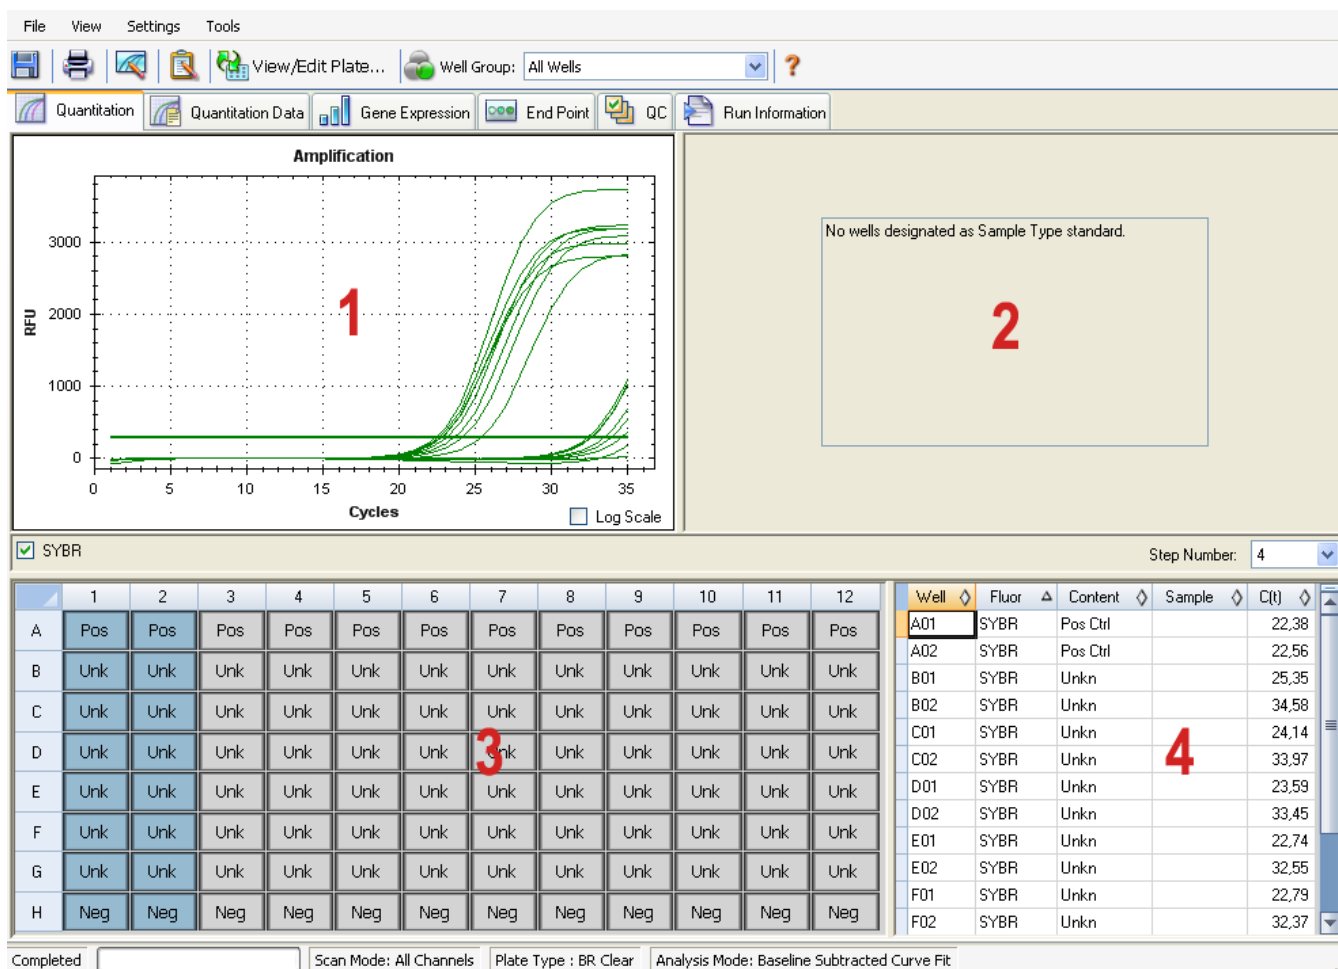 File View Settings Tools
View/Edit Plate... Well Group: All Wells ?
Quantitation Quantitation Data Gene Expression End Point QC Run Information
Amplification
3000
2000
1000
0
RFU
0 5 10 15 20 25 30 35
Cycles
Log Scale
1
No wells designated as Sample Type standard.
2
SYBR
Step Number: 4
1 2 3 4 5 6 7 8 9 10 11 12
A Pos Pos Pos Pos Pos Pos Pos Pos Pos Pos Pos Pos
B Unk Unk Unk Unk Unk Unk Unk Unk Unk Unk Unk Unk
C Unk Unk Unk Unk Unk Unk Unk Unk Unk Unk Unk Unk
D Unk Unk Unk Unk Unk Unk Unk Unk Unk Unk Unk
E Unk Unk Unk Unk Unk Unk Unk Unk Unk Unk Unk Unk
F Unk Unk Unk Unk Unk Unk Unk Unk Unk Unk Unk Unk
G Unk Unk Unk Unk Unk Unk Unk Unk Unk Unk Unk Unk
H Neg Neg Neg Neg Neg Neg Neg Neg Neg Neg Neg Neg
3
Well Fluor Content Sample C(t)
A01 SYBR Pos Ctrl 22,38
A02 SYBR Pos Ctrl 22,56
B01 SYBR Unkn 25,35
B02 SYBR Unkn 34,58
C01 SYBR Unkn 24,14
C02 SYBR Unkn 33,97
D01 SYBR Unkn 23,59
D02 SYBR Unkn 33,45
E01 SYBR Unkn 22,74
E02 SYBR Unkn 32,55
F01 SYBR Unkn 22,79
F02 SYBR Unkn 32,37
4
Completed Scan Mode: All Channels Plate Type : BR Clear Analysis Mode: Baseline Subtracted Curve Fit